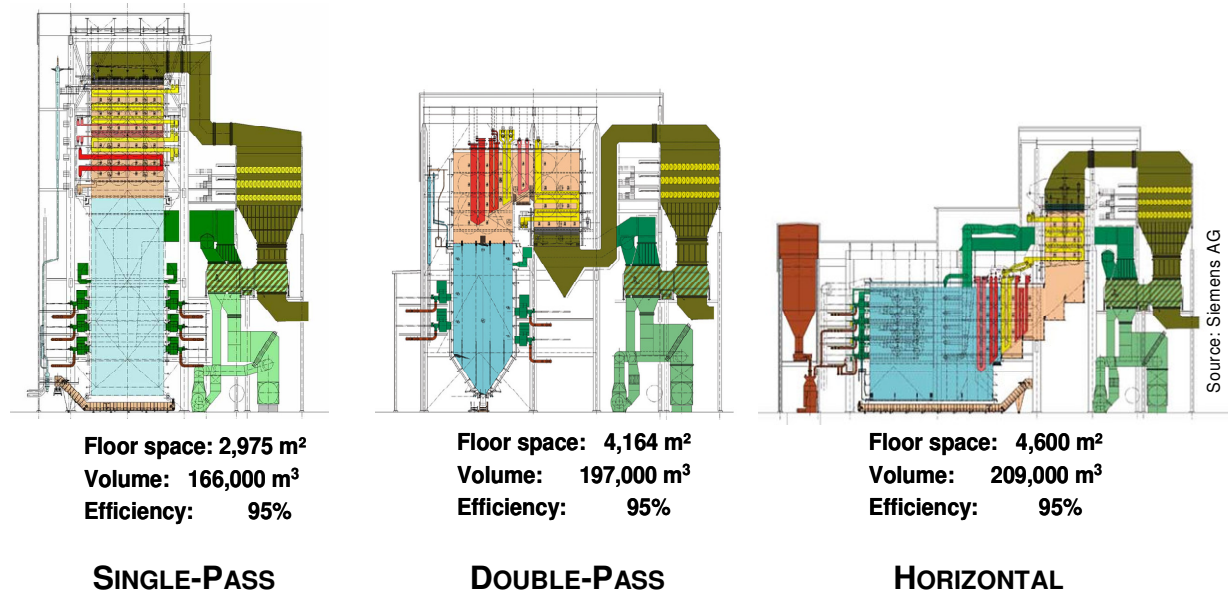 Floor space: 2,975 m²
Volume: 166,000 m³
Efficiency: 95%
SINGLE-PASS
Floor space: 4,164 m²
Volume: 197,000 m³
Efficiency: 95%
DOUBLE-PASS
Floor space: 4,600 m²
Volume: 209,000 m³
Efficiency: 95%
HORIZONTAL
Source: Siemens AG